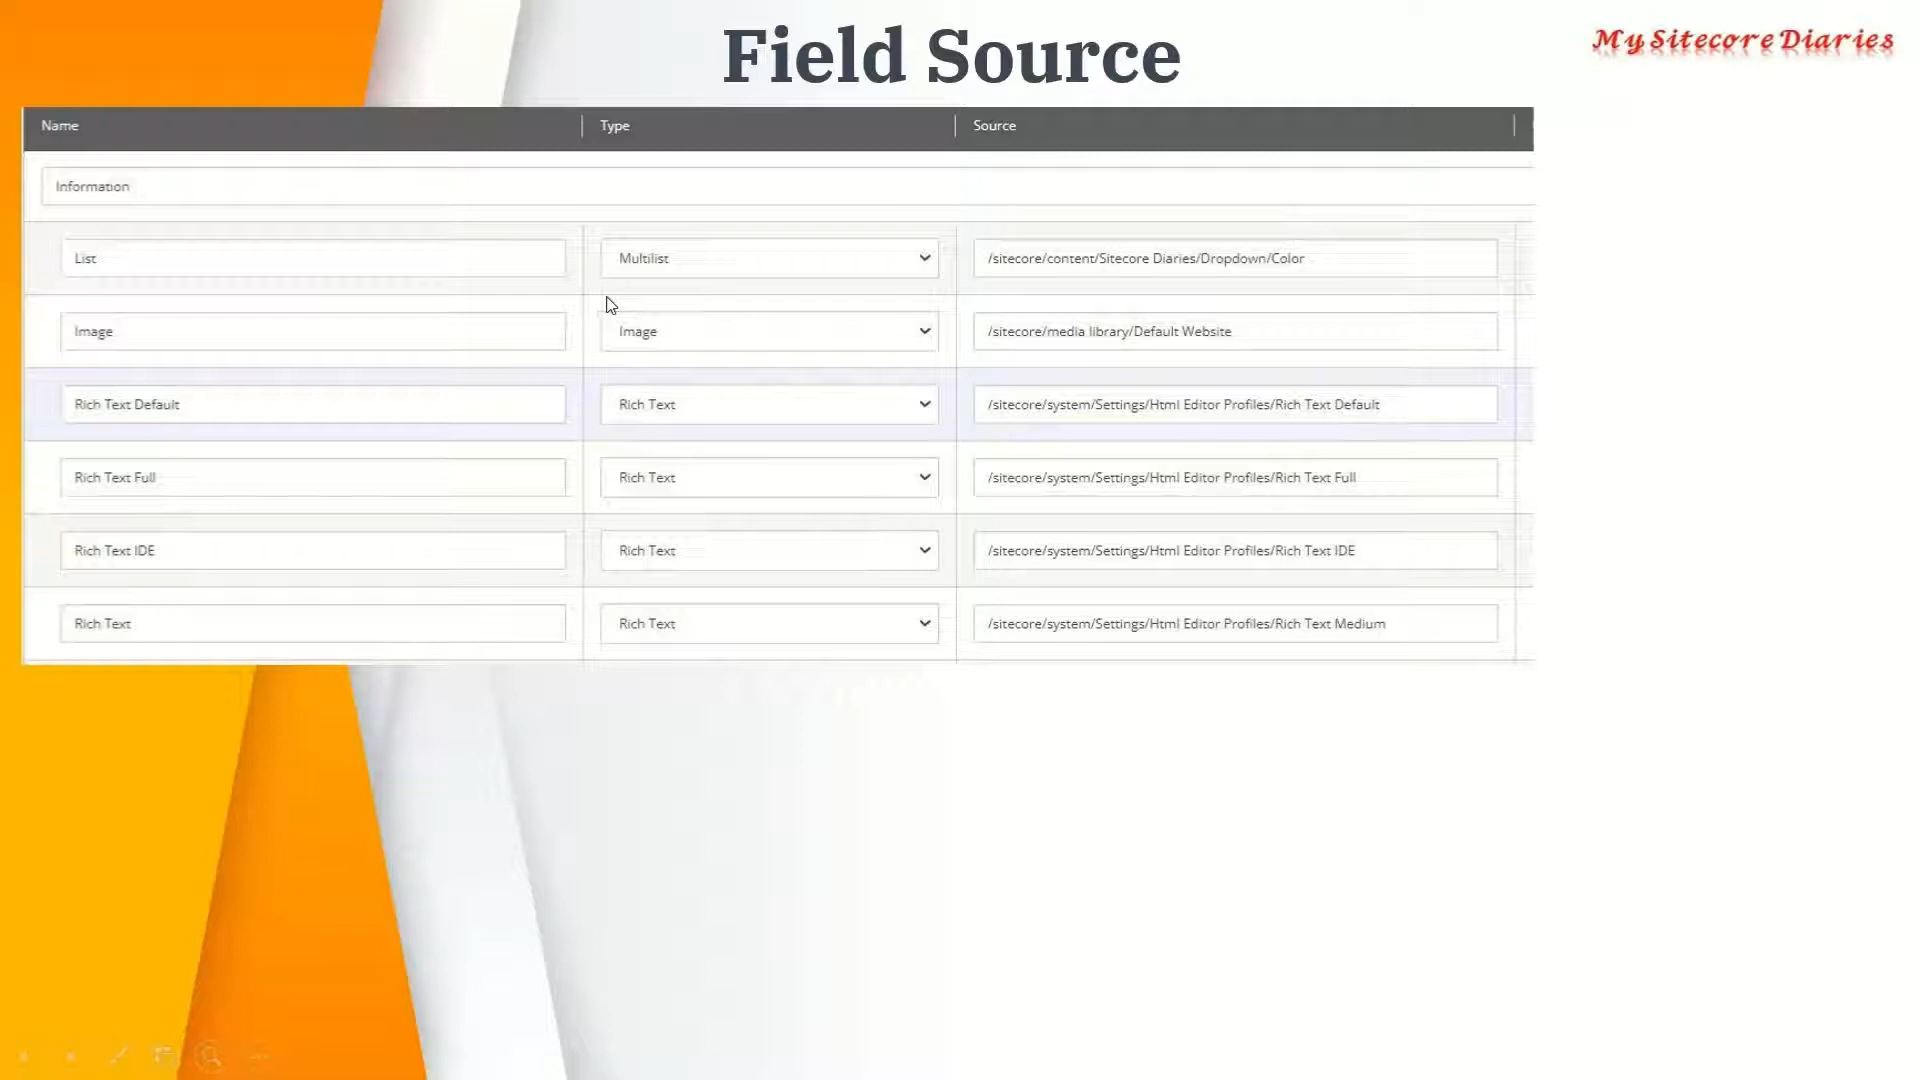 Field Source
My Sitecore Diaries
Name Type Source
Information
List Multilist /sitecore/content/Sitecore Diaries/Dropdown/Color
Image Image /sitecore/media library/Default Website
Rich Text Default Rich Text /sitecore/system/Settings/Html Editor Profiles/Rich Text Default
Rich Text Full Rich Text /sitecore/system/Settings/Html Editor Profiles/Rich Text Full
Rich Text IDE Rich Text /sitecore/system/Settings/Html Editor Profiles/Rich Text IDE
Rich Text Rich Text /sitecore/system/Settings/Html Editor Profiles/Rich Text Medium